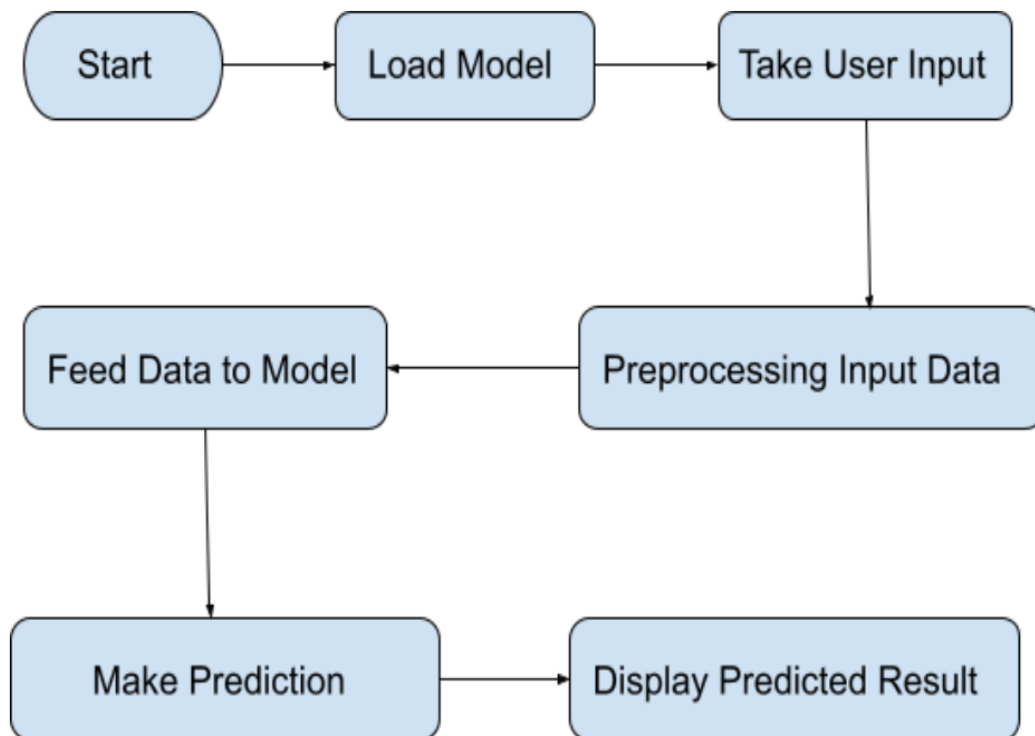 Start
Load Model
Take User Input
Preprocessing Input Data
Feed Data to Model
Make Prediction
Display Predicted Result